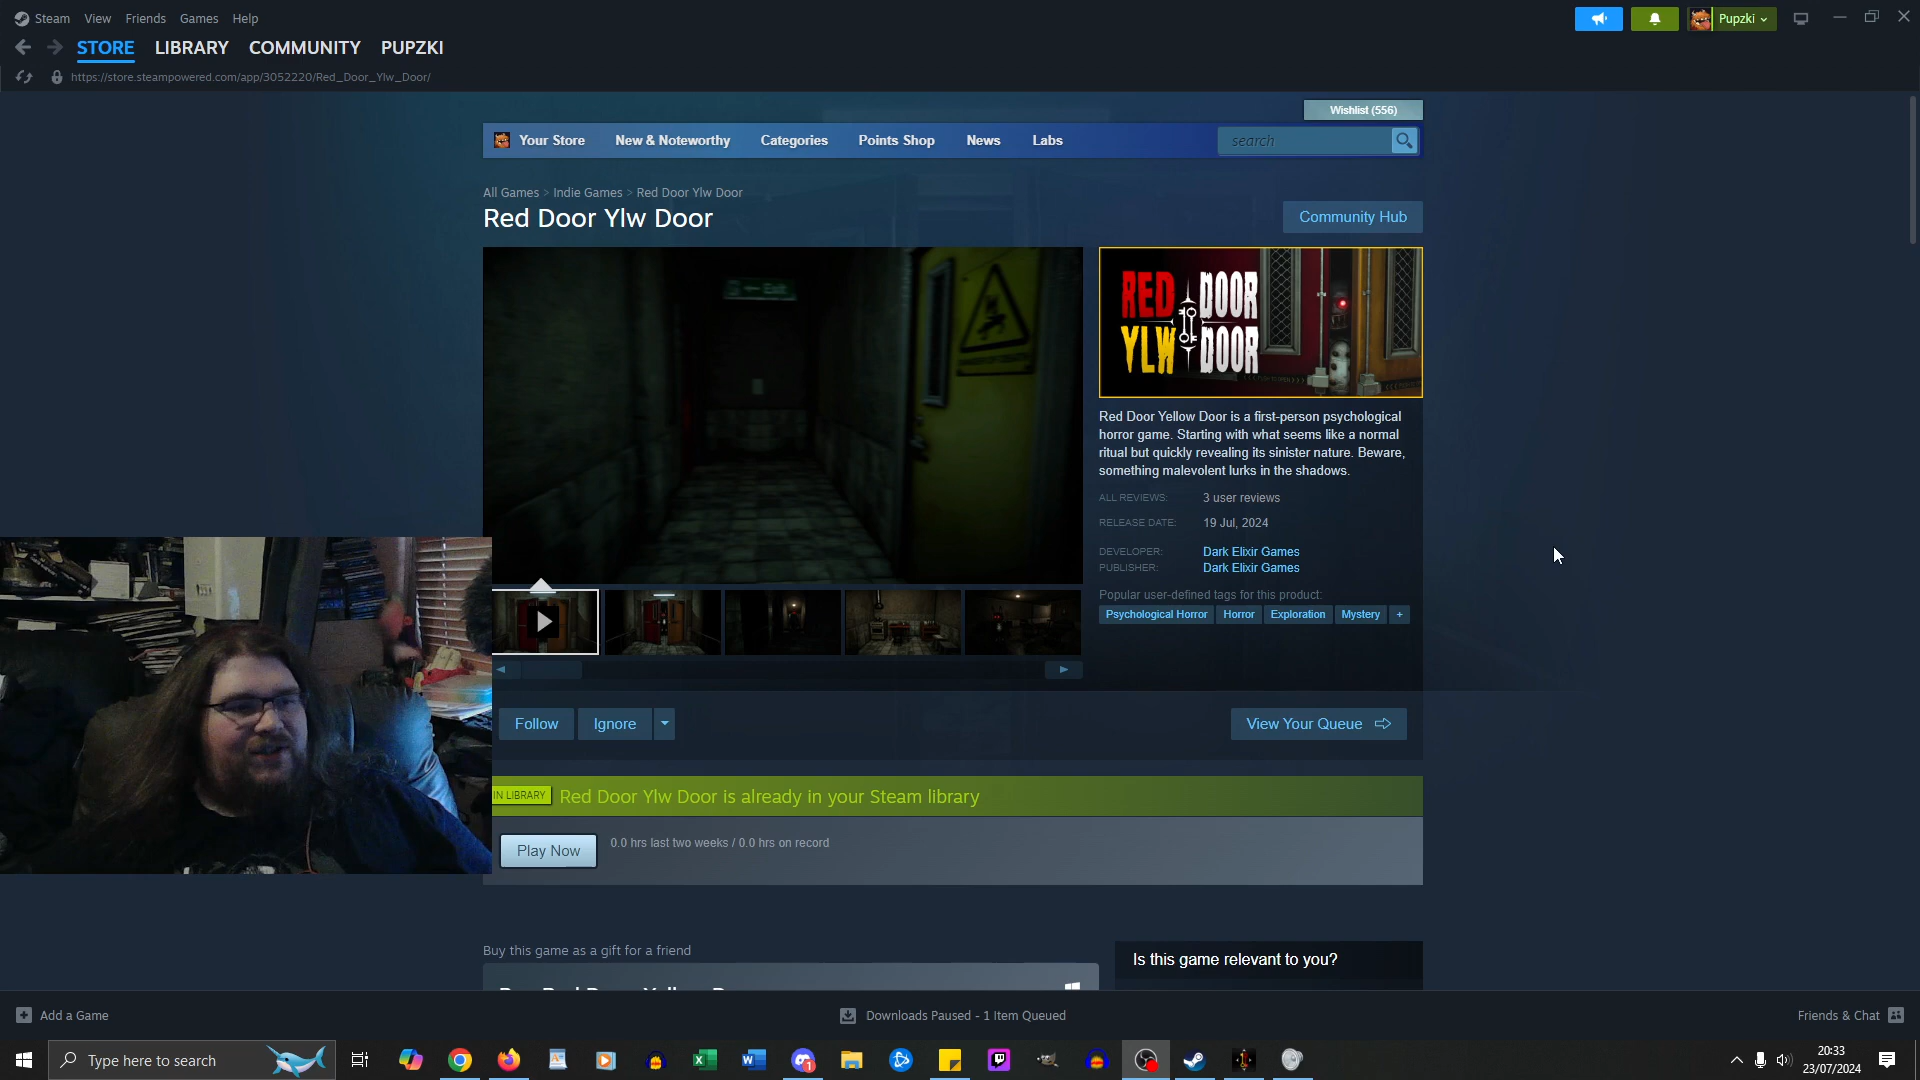 Steam View Friends Games Help
Pupzki
STORE LIBRARY COMMUNITY PUPZKI
https://store.steampowered.com/app/3052220/Red_Door_Ylw_Door/
Wishlist (556)
Your Store New & Noteworthy Categories Points Shop News Labs
search
All Games > Indie Games > Red Door Ylw Door
Red Door Ylw Door
Community Hub
Exit
RED DOOR
YLW DOOR
Red Door Yellow Door is a first-person psychological
horror game. Starting with what seems like a normal
ritual but quickly revealing its sinister nature. Beware,
something malevolent lurks in the shadows.
ALL REVIEWS: 3 user reviews
RELEASE DATE: 19 Jul, 2024
DEVELOPER: Dark Elixir Games
PUBLISHER: Dark Elixir Games
Popular user-defined tags for this product:
Psychological Horror Horror Exploration Mystery +
Follow Ignore
View Your Queue
IN LIBRARY Red Door Ylw Door is already in your Steam library
Play Now 0.0 hrs last two weeks / 0.0 hrs on record
Buy this game as a gift for a friend
Is this game relevant to you?
Add a Game
Downloads Paused - 1 Item Queued
Friends & Chat
Type here to search
20:33
23/07/2024